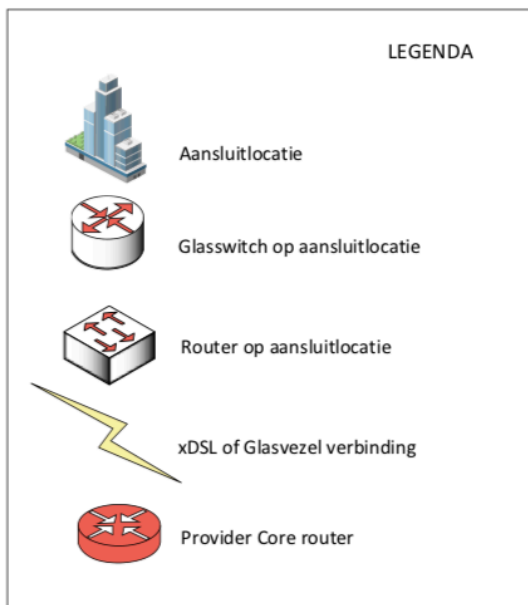 LEGENDA
Aansluitlocatie
Glasswitch op aansluitlocatie
Router op aansluitlocatie
xDSL of Glasvezel verbinding
Provider Core router